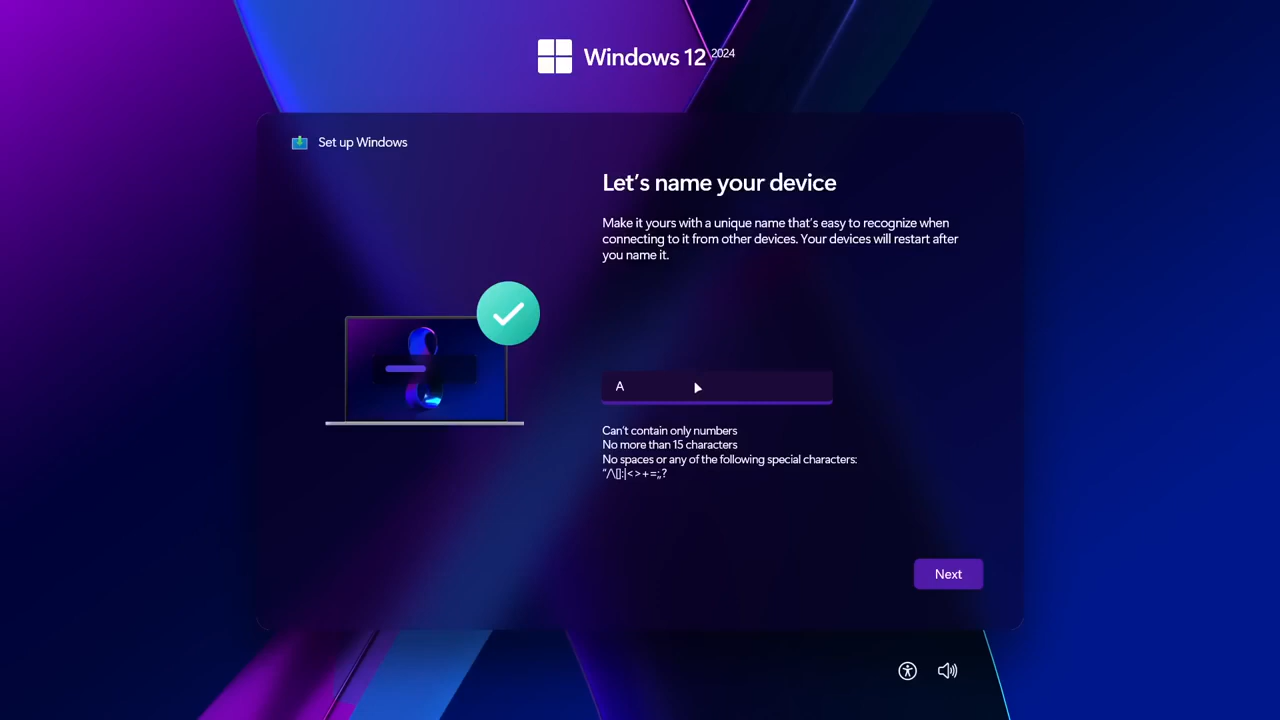 Windows 12 2024
Set up Windows
Let's name your device
Make it yours with a unique name that's easy to recognize when
connecting to it from other devices. Your devices will restart after
you name it.
A
Can't contain only numbers
No more than 15 characters
No spaces or any of the following special characters:
"/\[]:|<>+=;,?
Next